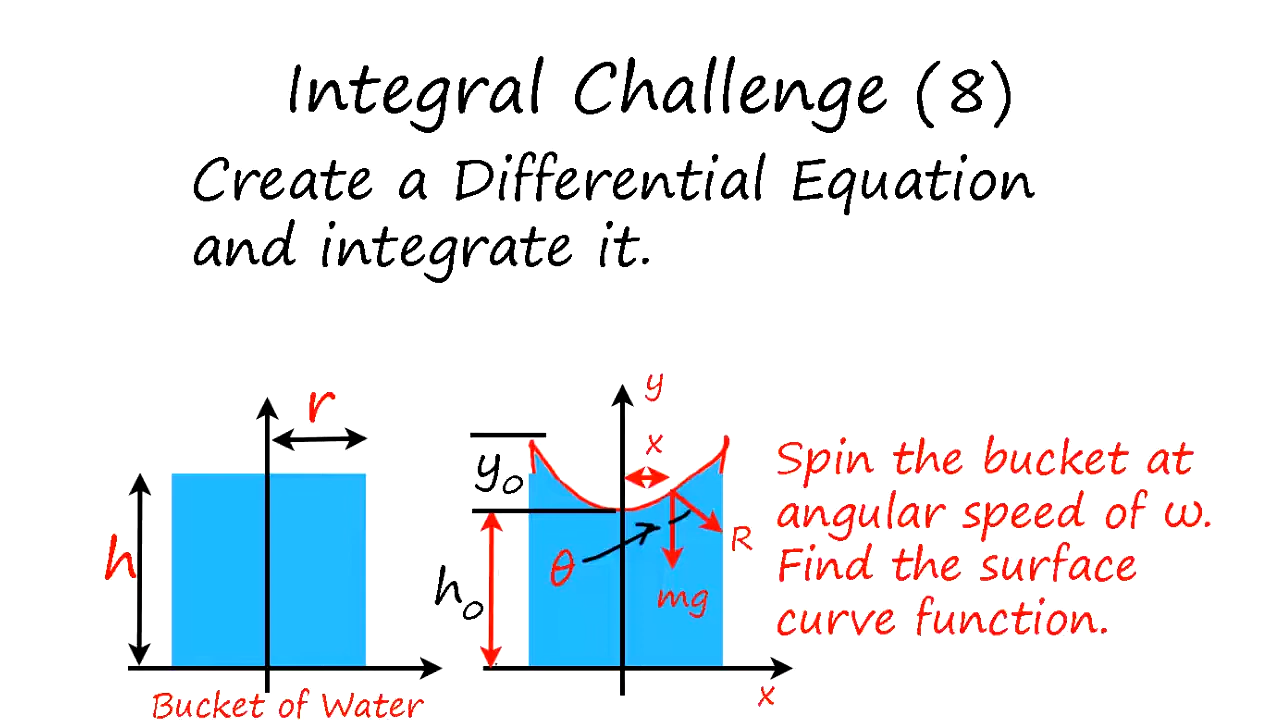 Integral Challenge (8)
Create a Differential Equation
and integrate it.
r
h
Bucket of Water
y
x
y₀
h₀
θ
R
mg
x
Spin the bucket at
angular speed of ω.
Find the surface
curve function.